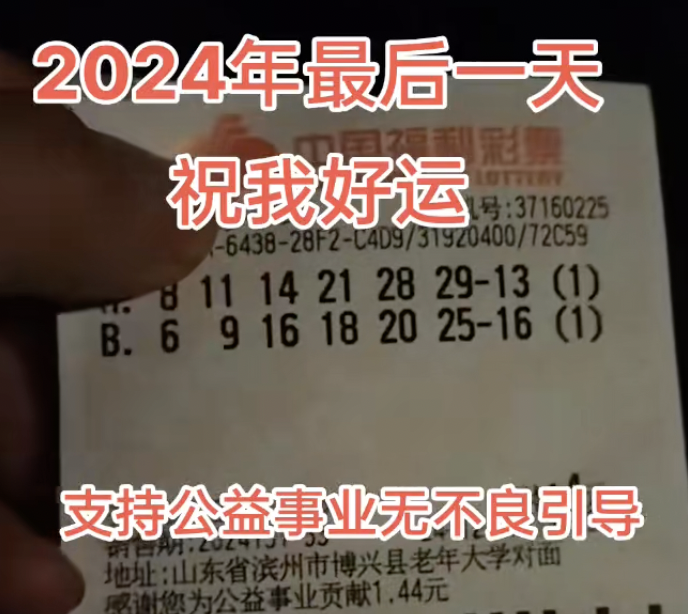 2024年最后一天
中国福利彩票
祝我好运
LOTTERY
号:37160225
-6438-28F2-C4D9/31920400/72C59
8 11 14 21 28 29-13 (1)
B. 6 9 16 18 20 25-16 (1)
支持公益事业无不良引导
地址:山东省滨州市博兴县老年大学对面
感谢您为公益事业贡献1.44元